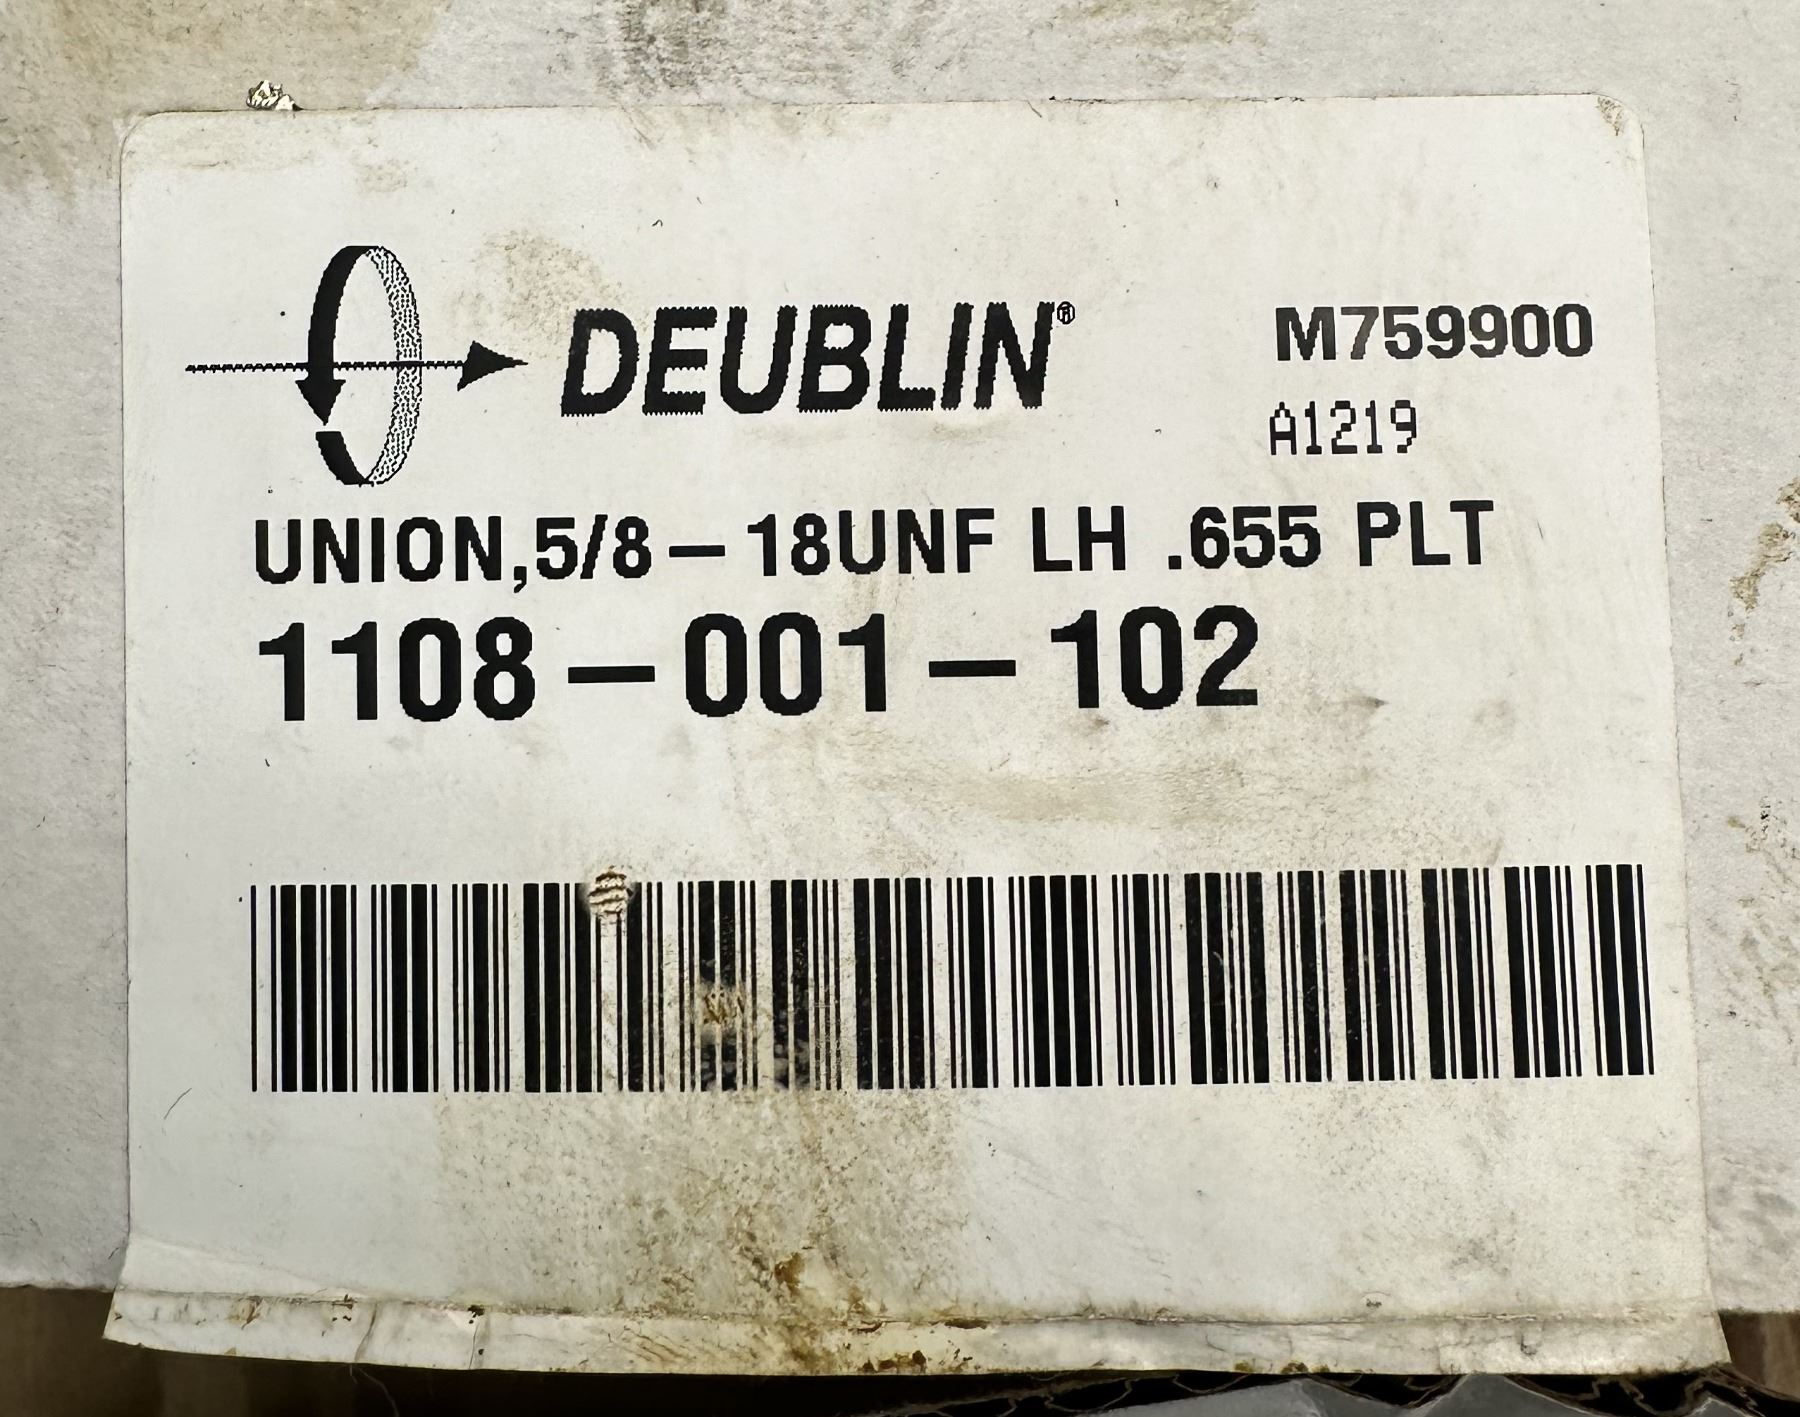 DEUBLIN® M759900
A1219
UNION,5/8-18UNF LH .655 PLT
1108-001-102